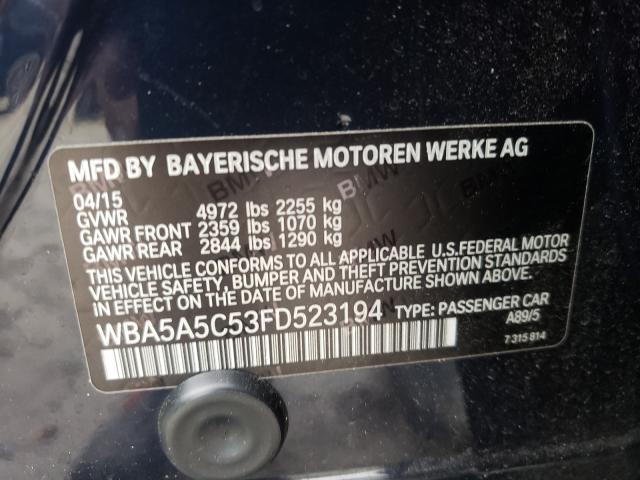 MFD BY BAYERISCHE MOTOREN WERKE AG
04/15
GVWR 4972 lbs 2255 kg
GAWR FRONT 2359 lbs 1070 kg
GAWR REAR 2844 lbs 1290 kg
THIS VEHICLE CONFORMS TO ALL APPLICABLE U.S.FEDERAL MOTOR
VEHICLE SAFETY, BUMPER AND THEFT PREVENTION STANDARDS
IN EFFECT ON THE DATE OF MANUFACTURE SHOWN ABOVE.
WBA5A5C53FD523194 TYPE: PASSENGER CAR
A89/5
7 315 814